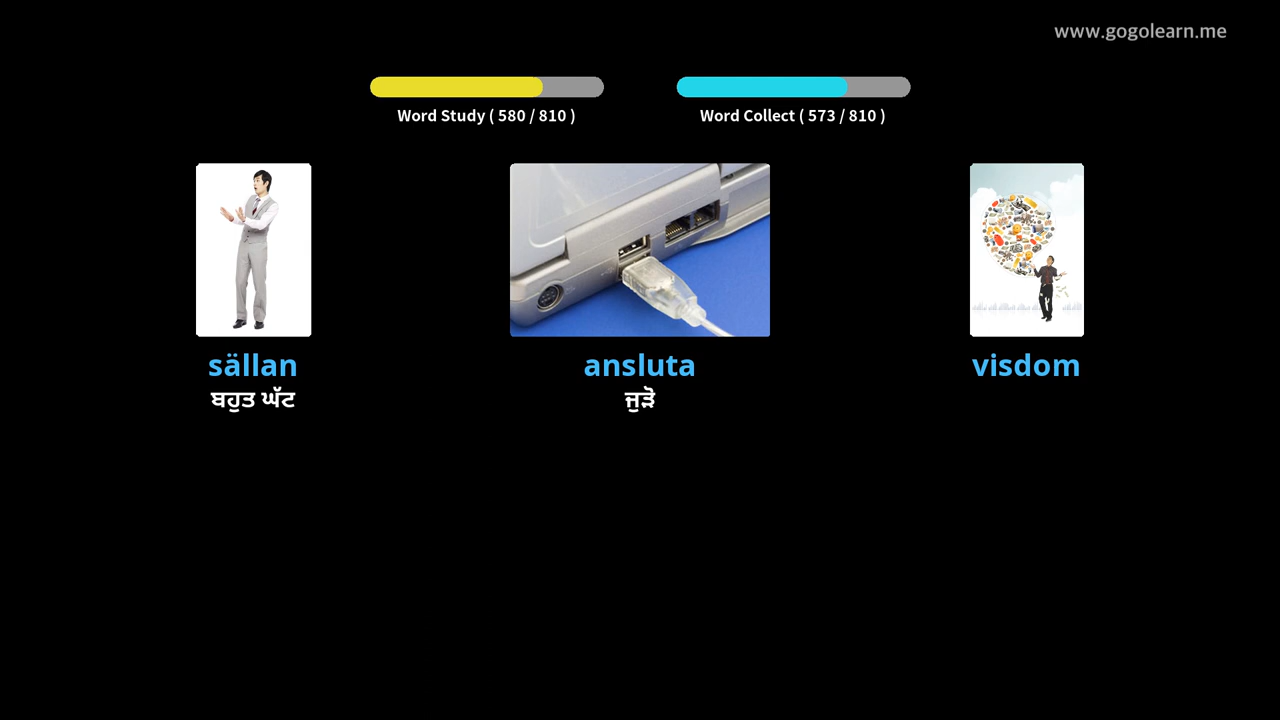 www.gogolearn.me
Word Study ( 580 / 810 )
Word Collect ( 573 / 810 )
sällan
ਬਹੁਤ ਘੱਟ
ansluta
ਜੁੜੋ
visdom